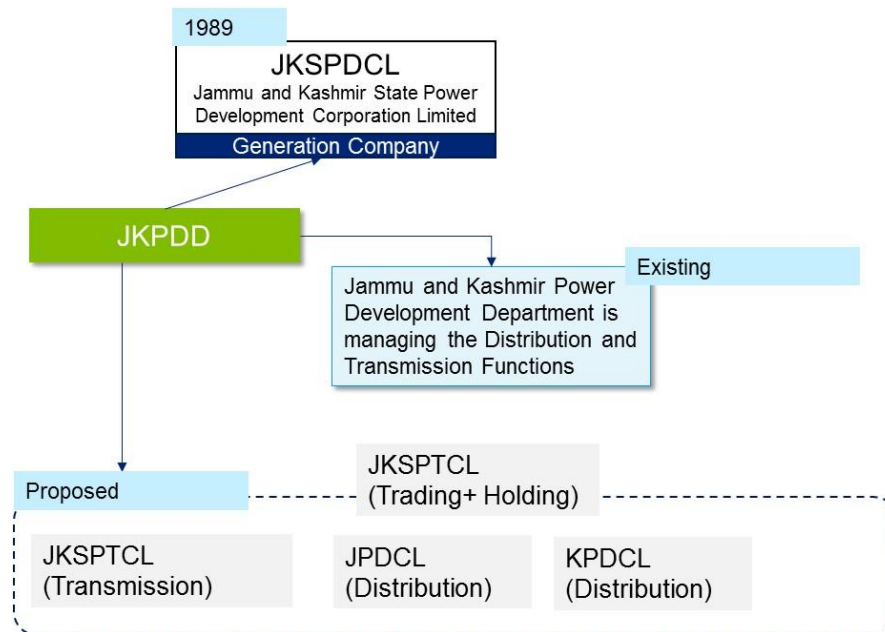 1989
JKSPDCL
Jammu and Kashmir State Power
Development Corporation Limited
Generation Company
JKPDD
Existing
Jammu and Kashmir Power
Development Department is
managing the Distribution and
Transmission Functions
JKSPTCL
(Trading+ Holding)
Proposed
JKSPTCL
(Transmission)
JPDCL
(Distribution)
KPDCL
(Distribution)